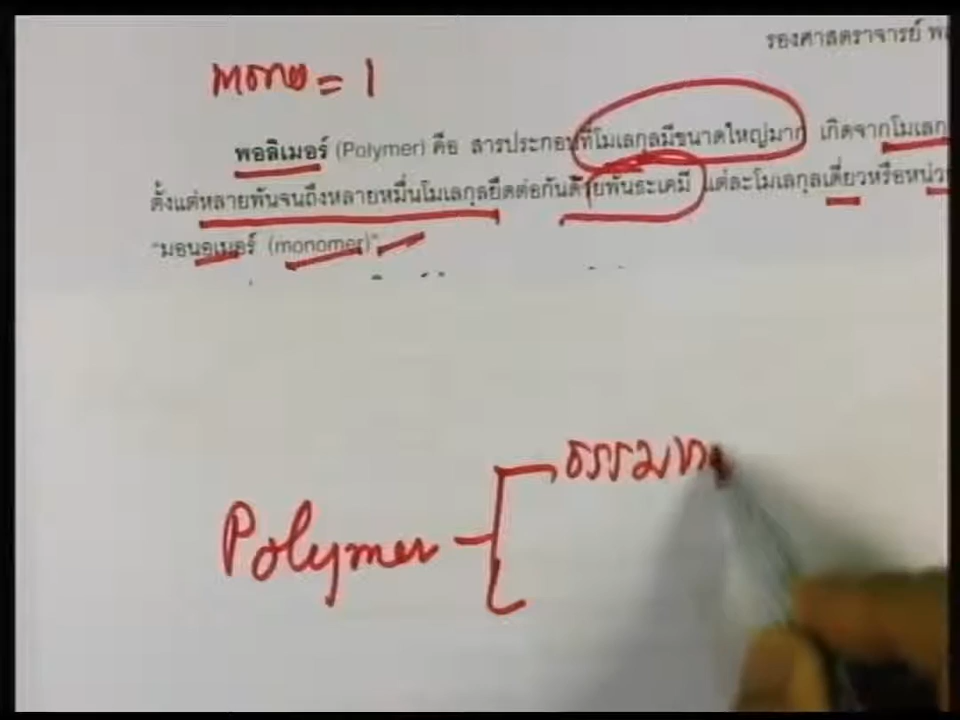 รองศาสตราจารย์
mono = 1
พอลิเมอร์ (Polymer) คือ สารประกอบที่โมเลกุลมีขนาดใหญ่มาก เกิดจากโมเลกุ
ตั้งแต่หลายพันจนถึงหลายหมื่นโมเลกุลยึดต่อกันด้วยพันธะเคมี แต่ละโมเลกุลเดี่ยวหรือหน่ว
"มอนอเมอร์ (monomer)"
ธรรมช
Polymer